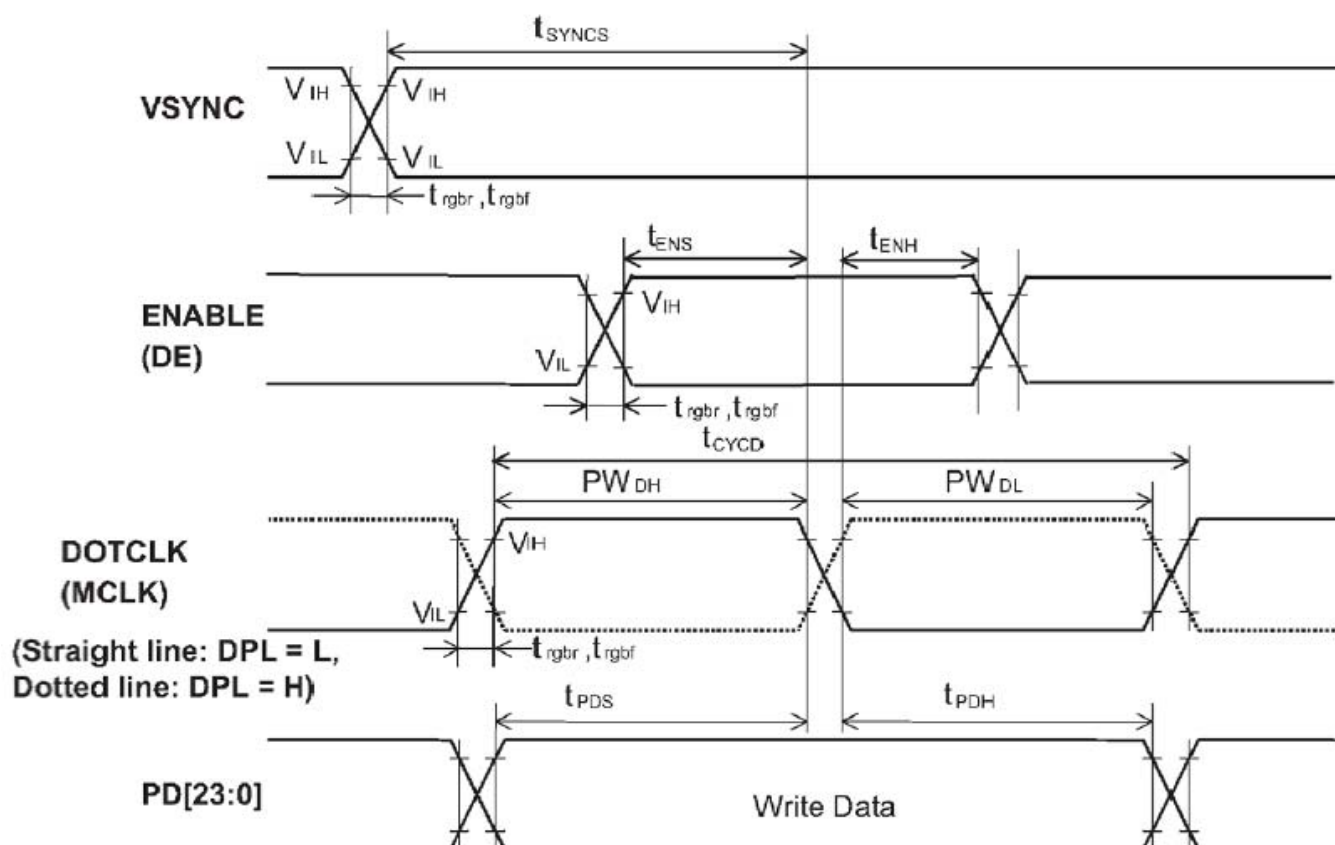 tSYNCS
VSYNC
VIH
VIH
VIL
VIL
trgbr ,trgbf
tENS
tENH
ENABLE
(DE)
VIH
VIL
trgbr ,trgbf
tCYCD
PWDH
PWDL
DOTCLK
(MCLK)
VIH
VIL
(Straight line: DPL = L,
Dotted line: DPL = H)
trgbr ,trgbf
tPDS
tPDH
PD[23:0]
Write Data